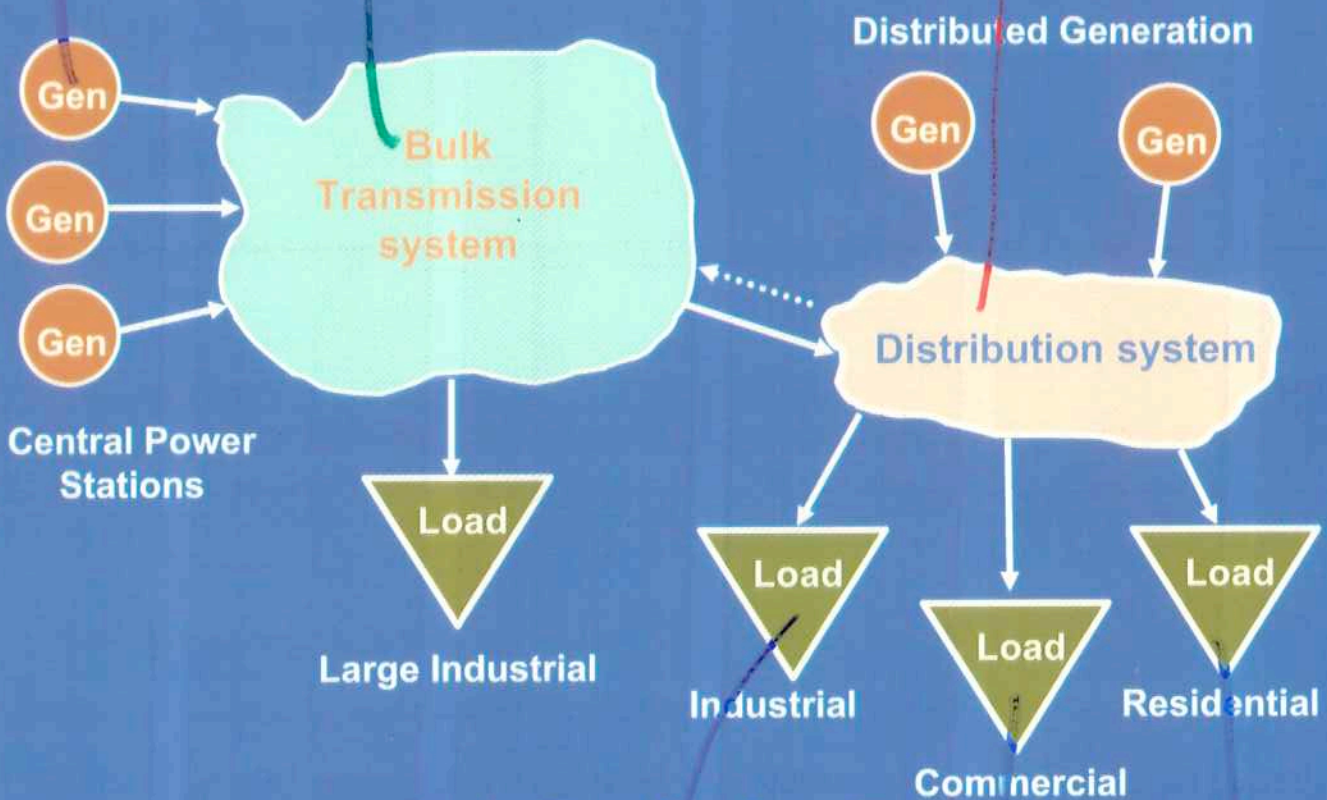 Distributed Generation
Gen
Gen
Gen
Gen
Gen
Bulk
Transmission
system
Distribution system
Central Power
Stations
Load
Large Industrial
Load
Industrial
Load
Commercial
Load
Residential